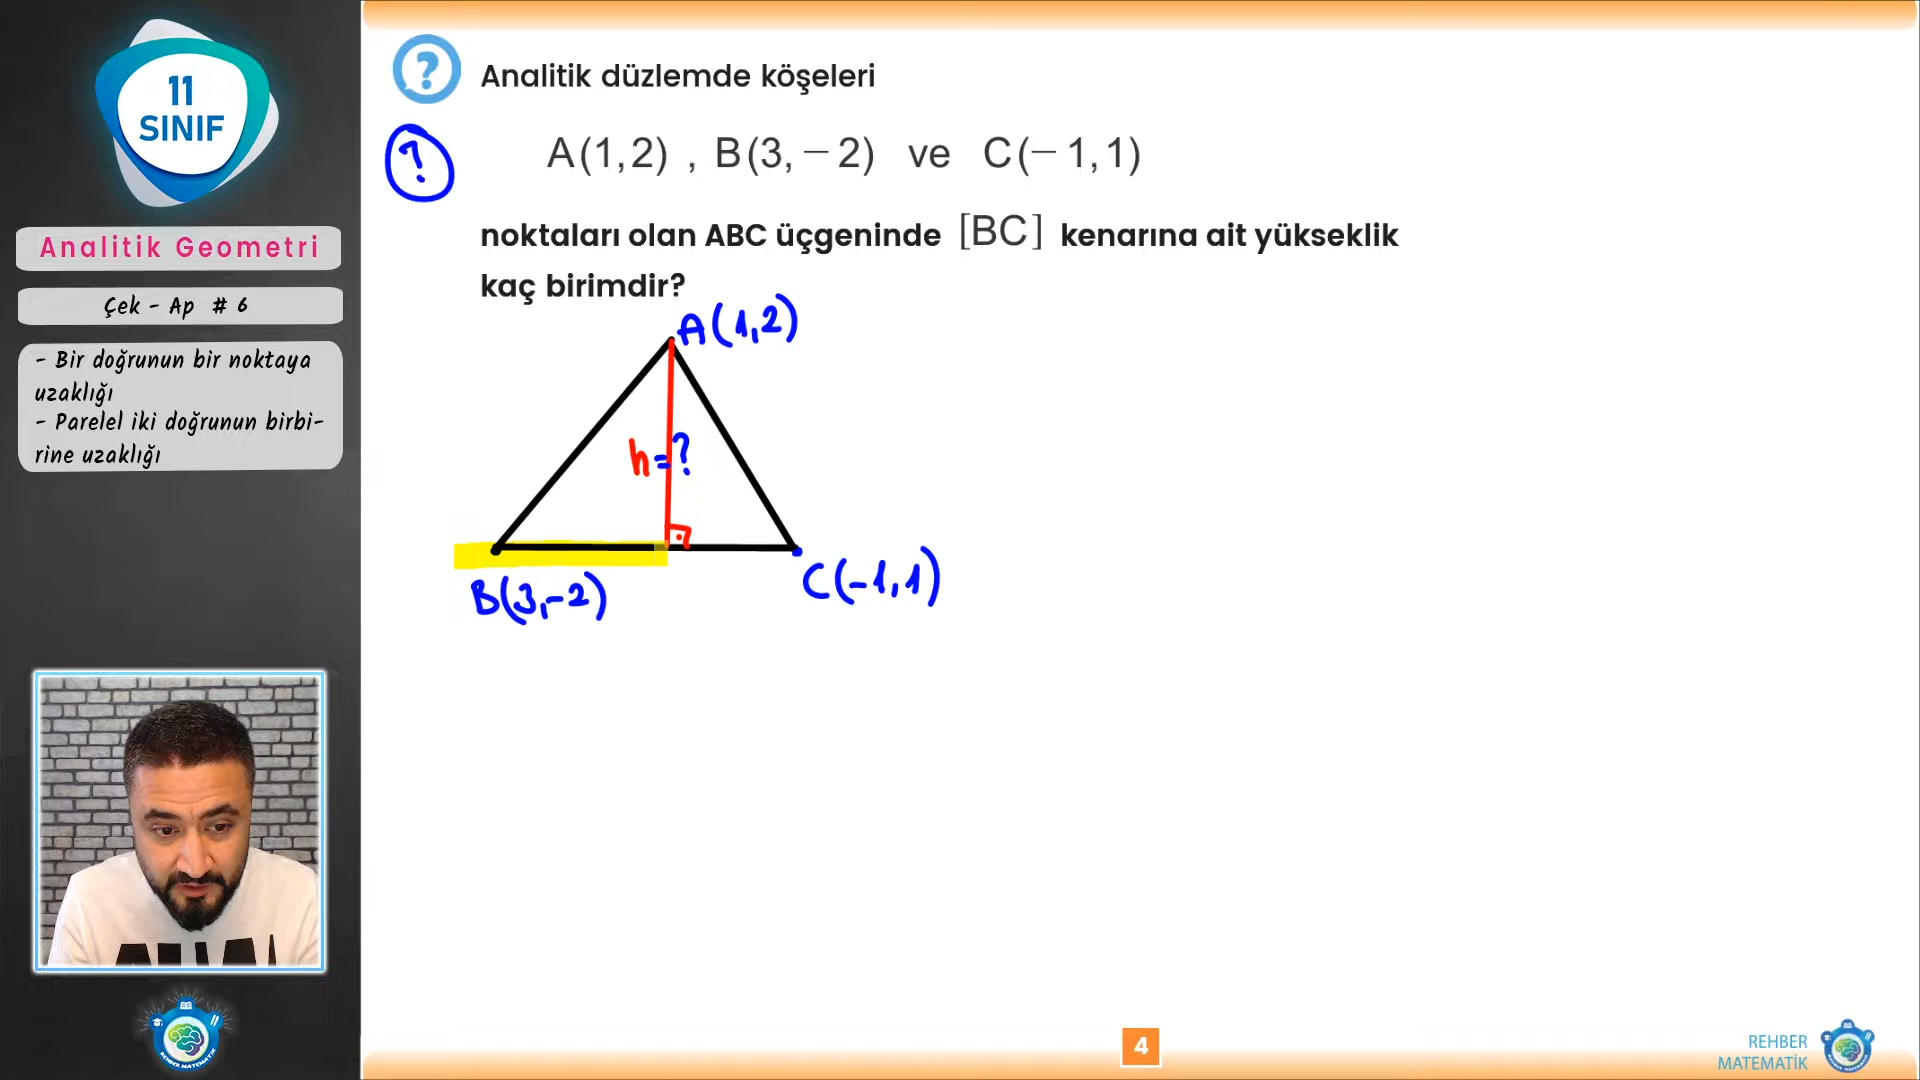 11
SINIF
Analitik Geometri
Çek - Ap # 6
- Bir doğrunun bir noktaya
uzaklığı
- Parelel iki doğrunun birbi-
rine uzaklığı
?
Analitik düzlemde köşeleri
?
A(1,2) , B(3,−2) ve C(−1,1)
noktaları olan ABC üçgeninde [BC] kenarına ait yükseklik
kaç birimdir?
A(1,2)
h=?
B(3,-2)
C(-1,1)
REHBER MATEMATİK
4
REHBER
MATEMATİK